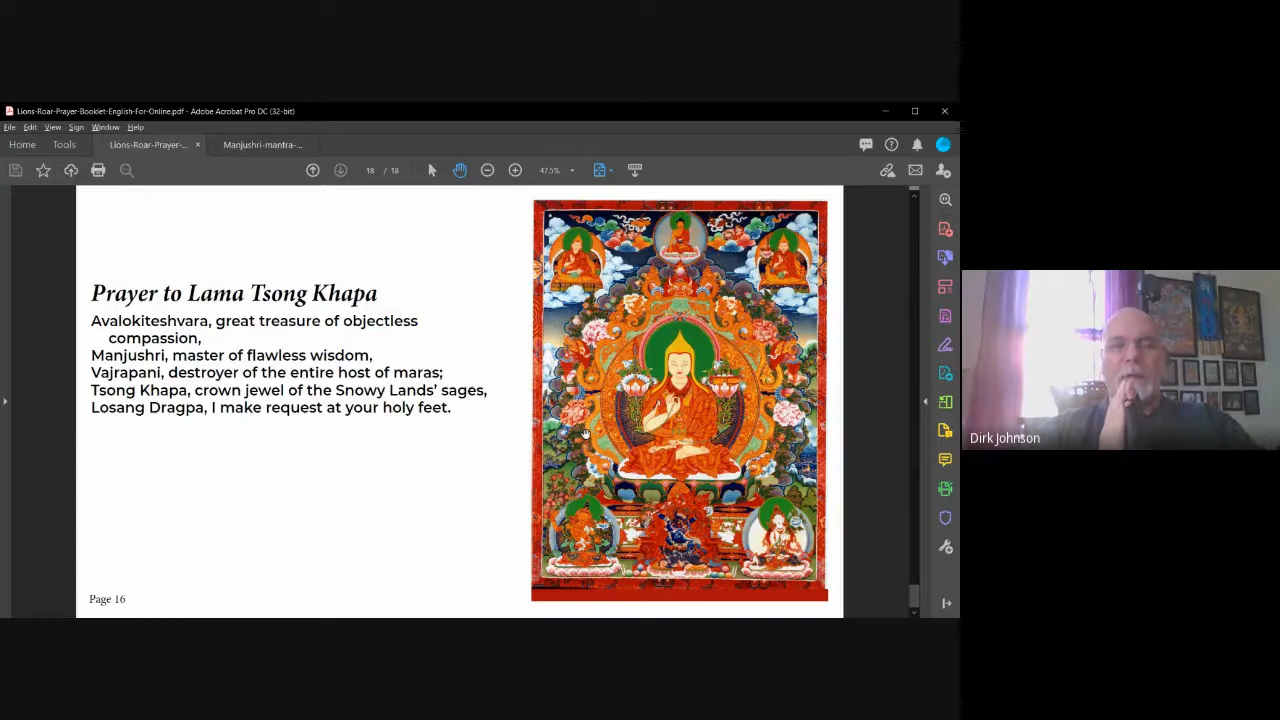 Lions-Roar-Prayer-Booklet-English-For-Online.pdf - Adobe Acrobat Pro DC (32-bit)
File Edit View Window Help
Home Tools Lions-Roar-Prayer-... × Manjushri-mantra-...
18 / 18 47.5%
Prayer to Lama Tsong Khapa
Avalokiteshvara, great treasure of objectless
compassion,
Manjushri, master of flawless wisdom,
Vajrapani, destroyer of the entire host of maras;
Tsong Khapa, crown jewel of the Snowy Lands’ sages,
Losang Dragpa, I make request at your holy feet.
Page 16
Dirk Johnson